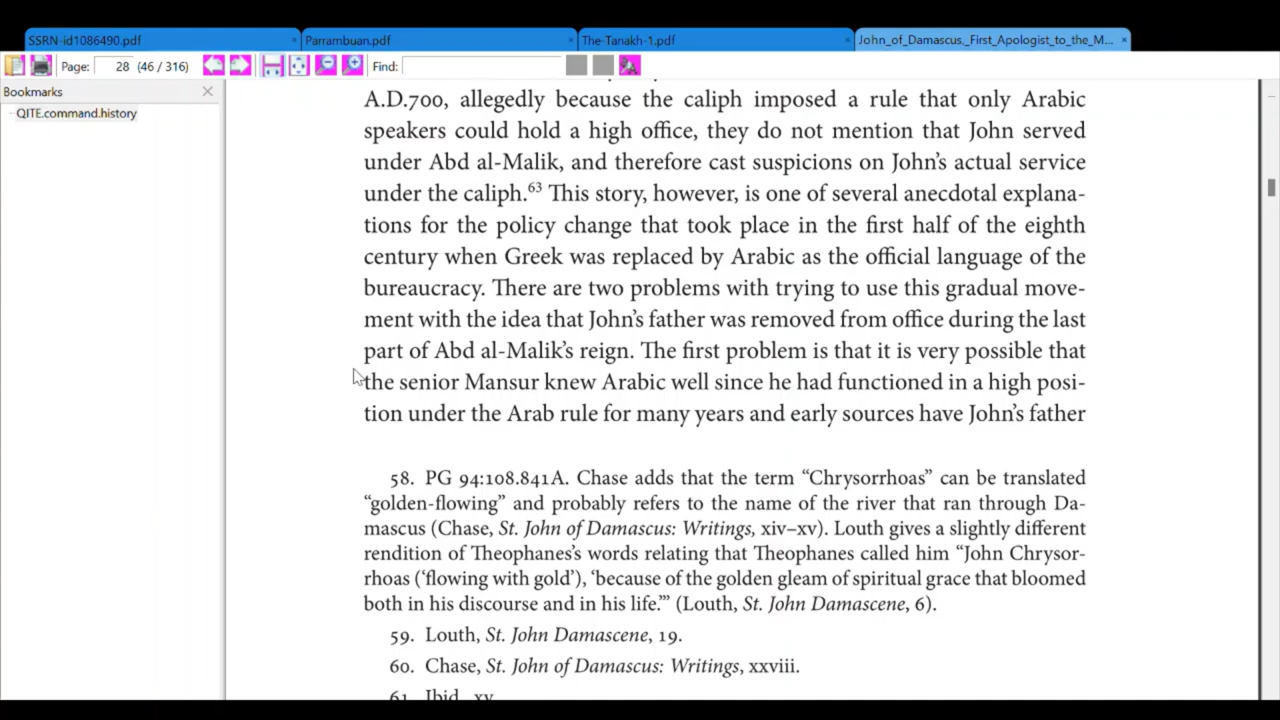 SSRN-id1086490.pdf
Parrambuan.pdf
The-Tanakh-1.pdf
John_of_Damascus,_First_Apologist_to_the_M...
Page: 28 (46 / 316)
Find:
Bookmarks
QITE.command.history
A.D.700, allegedly because the caliph imposed a rule that only Arabic
speakers could hold a high office, they do not mention that John served
under Abd al-Malik, and therefore cast suspicions on John’s actual service
under the caliph.63 This story, however, is one of several anecdotal explana-
tions for the policy change that took place in the first half of the eighth
century when Greek was replaced by Arabic as the official language of the
bureaucracy. There are two problems with trying to use this gradual move-
ment with the idea that John’s father was removed from office during the last
part of Abd al-Malik’s reign. The first problem is that it is very possible that
the senior Mansur knew Arabic well since he had functioned in a high posi-
tion under the Arab rule for many years and early sources have John’s father
58. PG 94:108.841A. Chase adds that the term “Chrysorrhoas” can be translated
“golden-flowing” and probably refers to the name of the river that ran through Da-
mascus (Chase, St. John of Damascus: Writings, xiv–xv). Louth gives a slightly different
rendition of Theophanes’s words relating that Theophanes called him “John Chrysor-
rhoas (‘flowing with gold’), ‘because of the golden gleam of spiritual grace that bloomed
both in his discourse and in his life.’” (Louth, St. John Damascene, 6).
59. Louth, St. John Damascene, 19.
60. Chase, St. John of Damascus: Writings, xxviii.
61. Ibid., xv.